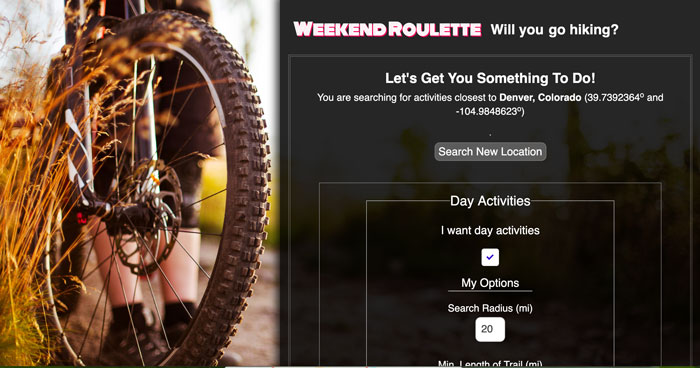 WEEKEND ROULETTE Will you go hiking?
Let's Get You Something To Do!
You are searching for activities closest to Denver, Colorado (39.7392364º and
-104.9848623º)
.
Search New Location
Day Activities
I want day activities
My Options
Search Radius (mi)
20
Min. Length of Trail (mi)